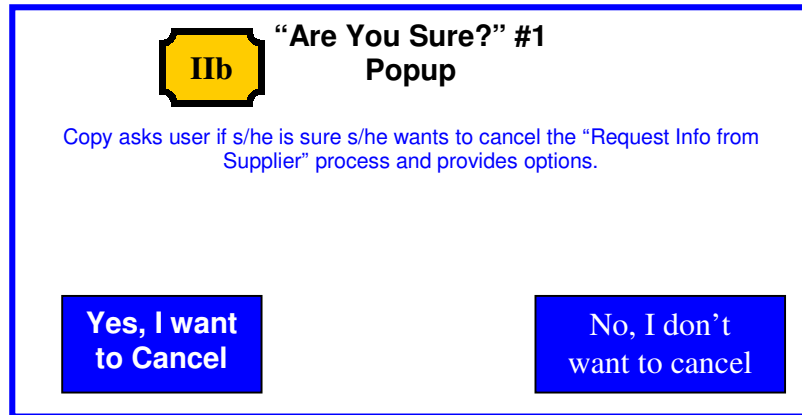 “Are You Sure?” #1
IIb
Popup
Copy asks user if s/he is sure s/he wants to cancel the “Request Info from
Supplier” process and provides options.
Yes, I want
to Cancel
No, I don’t
want to cancel